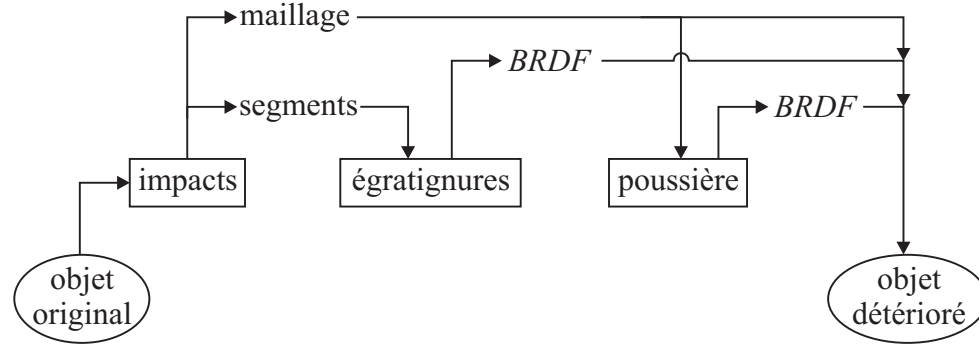 maillage
BRDF
segments
BRDF
impacts
égratignures
poussière
objet
original
objet
détérioré